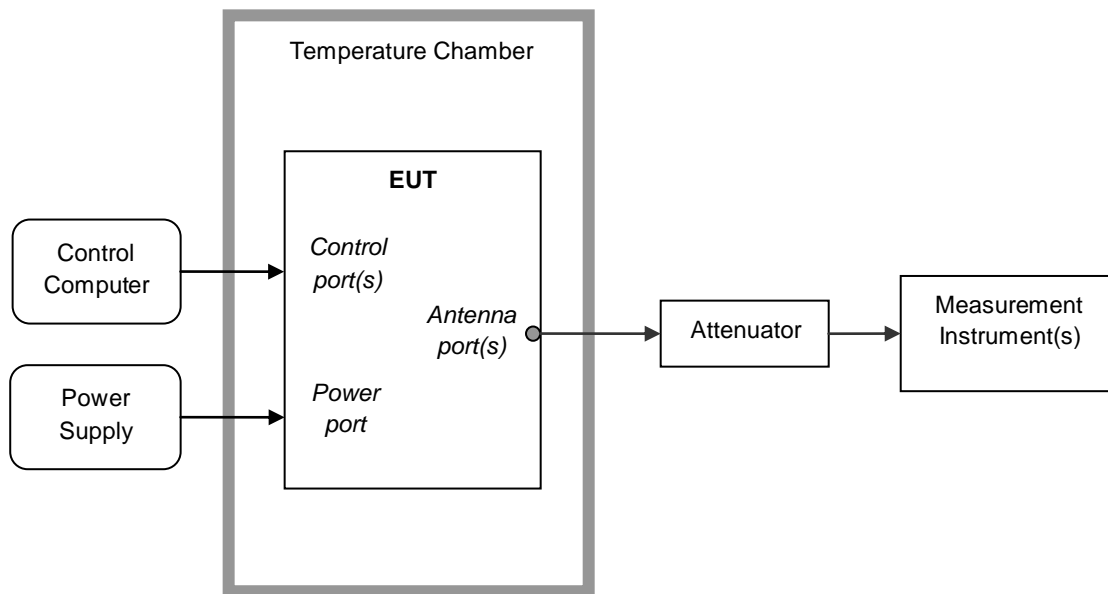 Temperature Chamber
EUT
Control
Computer
Control
port(s)
Antenna
port(s)
Attenuator
Measurement
Instrument(s)
Power
Supply
Power
port